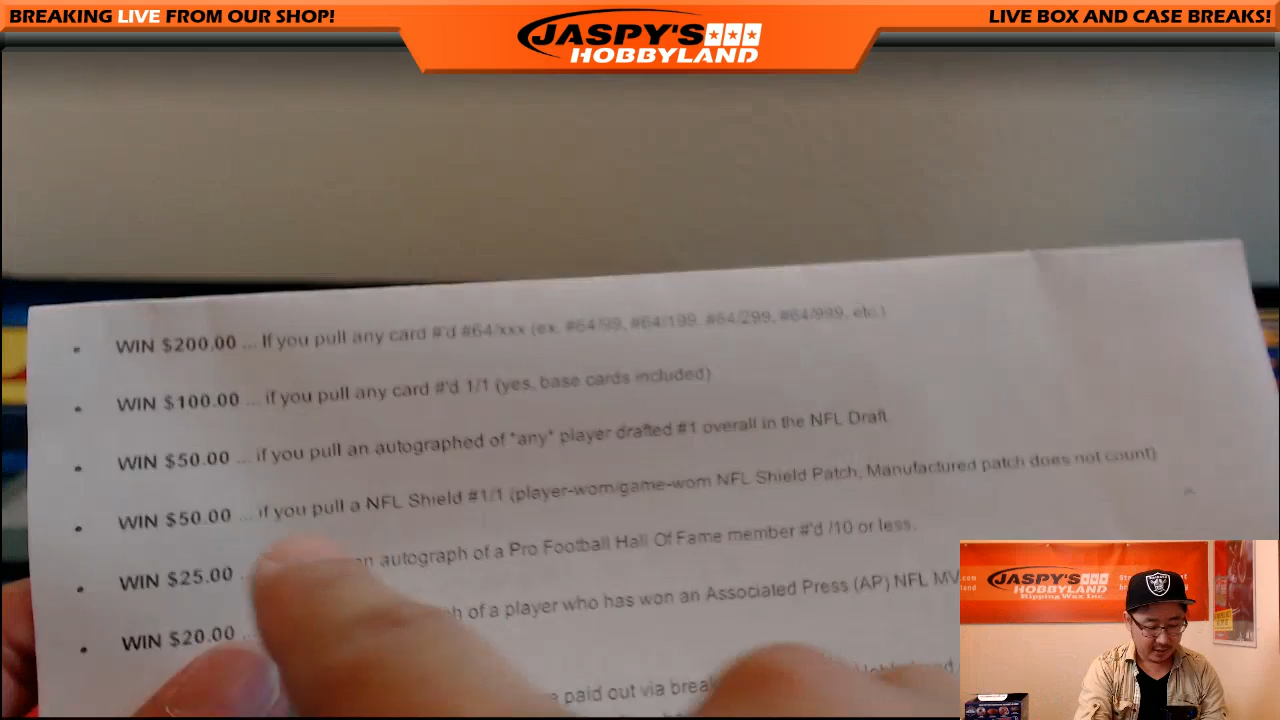 BREAKING LIVE FROM OUR SHOP!
JASPY'S
HOBBYLAND
LIVE BOX AND CASE BREAKS!
WIN $200.00 ... If you pull any card #'d #64/xxx (ex. #64/99, #64/199, #64/299, #64/999, etc.)
WIN $100.00 ... if you pull any card #'d 1/1 (yes, base cards included)
WIN $50.00 ... if you pull an autographed of *any* player drafted #1 overall in the NFL Draft
WIN $50.00 ... if you pull a NFL Shield #1/1 (player-worn/game-worn NFL Shield Patch, Manufactured patch does not count)
WIN $25.00 an autograph of a Pro Football Hall Of Fame member #'d /10 or less.
WIN $20.00 ... of a player who has won an Associated Press (AP) NFL
paid out via
JASPY'S
HOBBYLAND
Ripping Wax Inc.